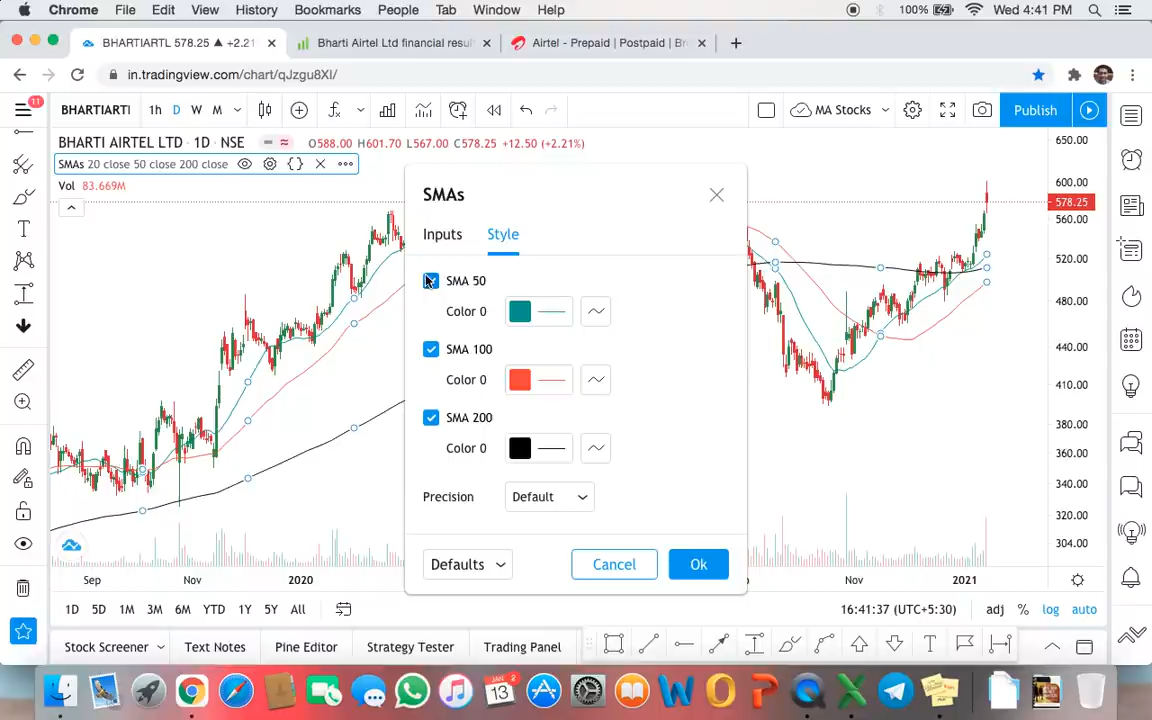 Chrome File Edit View History Bookmarks People Tab Window Help 100% Wed 4:41 PM
BHARTIARTL 578.25 ▲ +2.21 Bharti Airtel Ltd financial resul Airtel - Prepaid | Postpaid | Br
in.tradingview.com/chart/qJzgu8XI/
11 BHARTIARTI 1h D W M MA Stocks Publish
BHARTI AIRTEL LTD · 1D · NSE O588.00 H601.70 L567.00 C578.25 +12.50 (+2.21%)
SMAs 20 close 50 close 200 close
Vol 83.669M
650.00
600.00
578.25
560.00
520.00
480.00
440.00
410.00
380.00
360.00
340.00
320.00
304.00
SMAs
Inputs Style
SMA 50
Color 0
SMA 100
Color 0
SMA 200
Color 0
Precision Default
Defaults Cancel Ok
Sep Nov 2020 Nov 2021
1D 5D 1M 3M 6M YTD 1Y 5Y All 16:41:37 (UTC+5:30) adj % log auto
Stock Screener Text Notes Pine Editor Strategy Tester Trading Panel
JAN 13 2